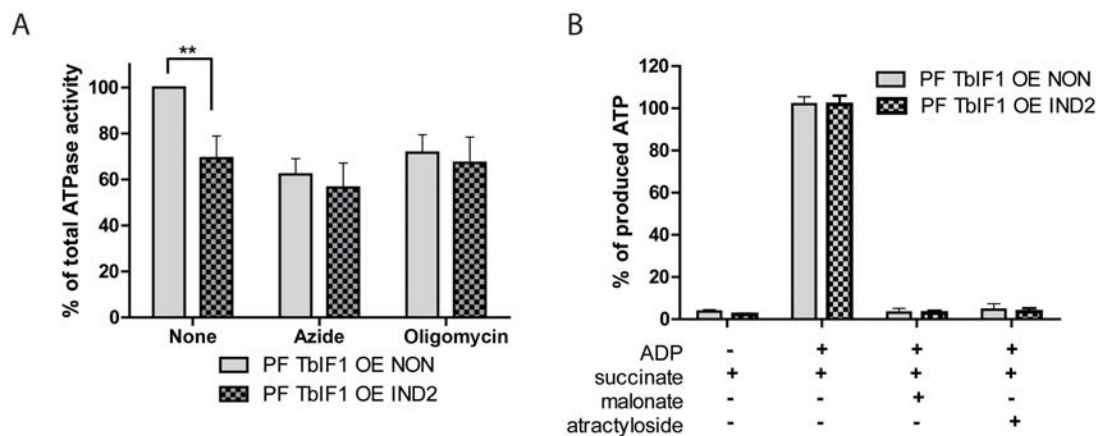 A
% of total ATPase activity
100
80
60
40
20
0
**
None Azide Oligomycin
PF TbIF1 OE NON
PF TbIF1 OE IND2
B
% of produced ATP
120
100
80
60
40
20
0
PF TbIF1 OE NON
PF TbIF1 OE IND2
ADP - + + +
succinate + + + +
malonate - - + -
atractyloside - - - +